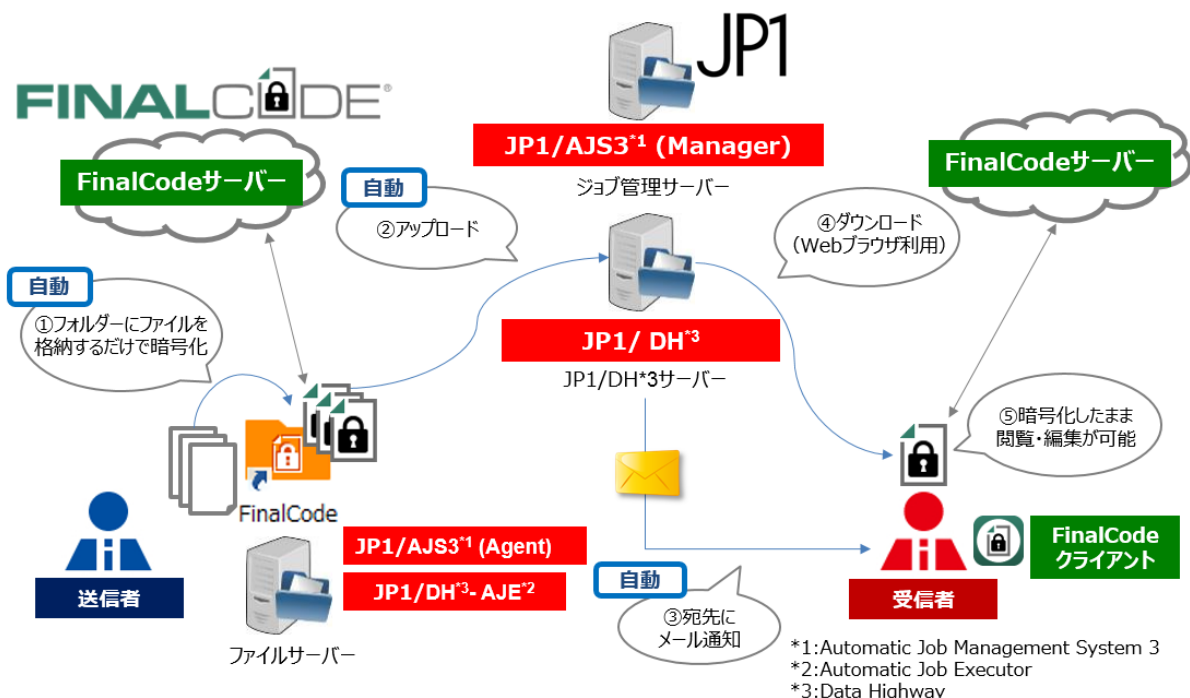 FINALCODE®
JP1
FinalCodeサーバー
JP1/AJS3*1 (Manager)
ジョブ管理サーバー
FinalCodeサーバー
自動
②アップロード
④ダウンロード
(Webブラウザ利用)
自動
①フォルダーにファイルを
格納するだけで暗号化
JP1/ DH*3
JP1/DH*3サーバー
⑤暗号化したまま
閲覧・編集が可能
FinalCode
送信者
JP1/AJS3*1 (Agent)
JP1/DH*3- AJE*2
ファイルサーバー
自動
③宛先に
メール通知
受信者
FinalCode
クライアント
*1:Automatic Job Management System 3
*2:Automatic Job Executor
*3:Data Highway